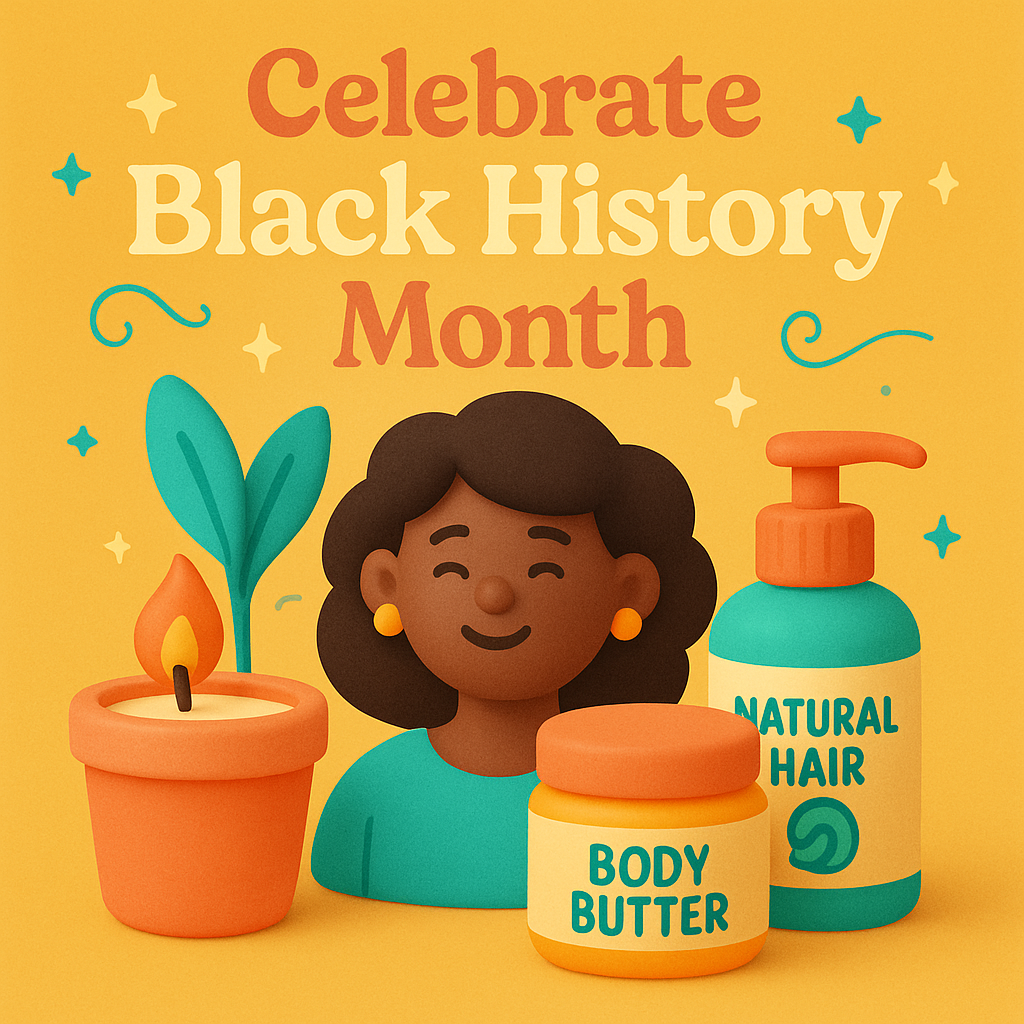 Celebrate
Black History
Month
NATURAL
HAIR
BODY
BUTTER